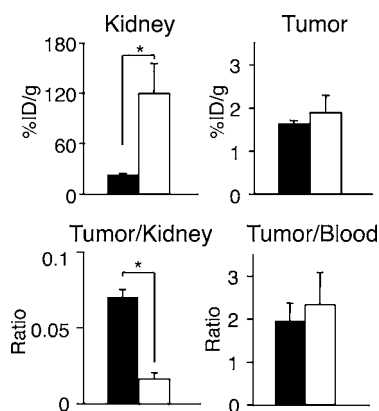 Kidney
%ID/g
180
120
60
0
*
Tumor
%ID/g
3
2
1
0
Tumor/Kidney
Ratio
0.1
0.05
0
*
Tumor/Blood
Ratio
3
2
1
0